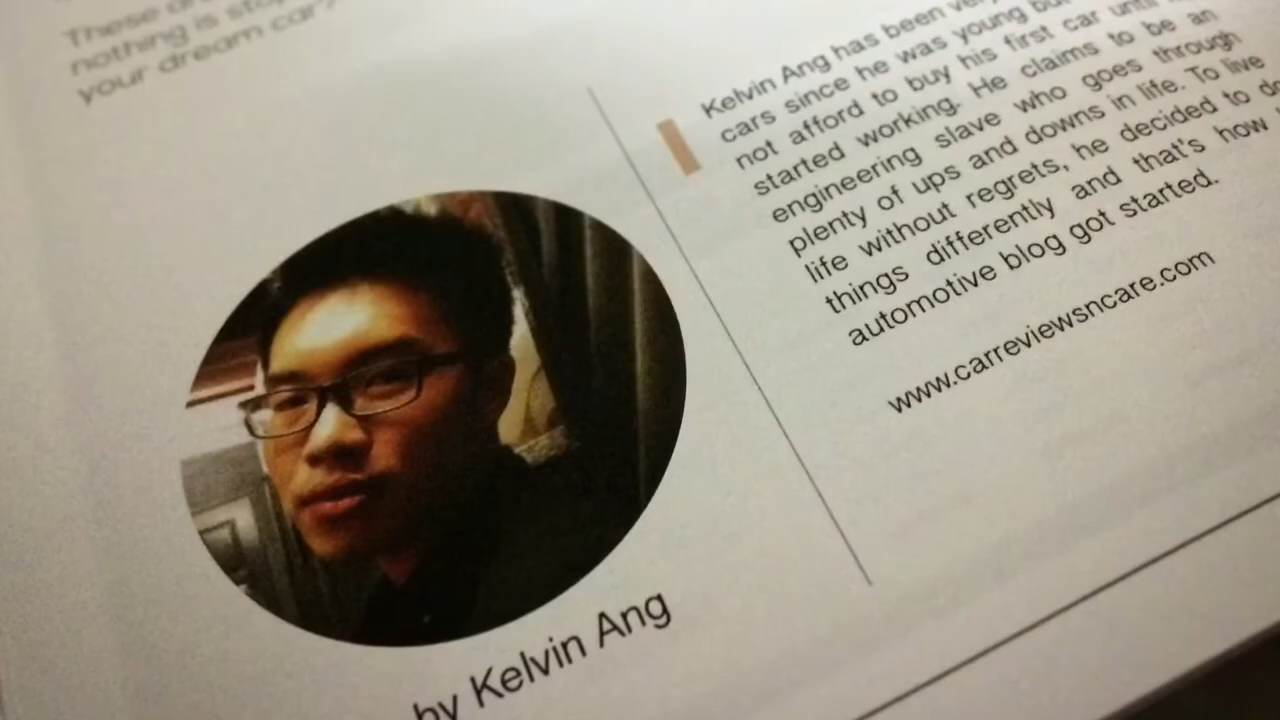 These
nothing is
your dream car?
Kelvin Ang has been
cars since he was young
not afford to buy his first car until
started working. He claims to be an
engineering slave who goes through
plenty of ups and downs in life. To live
life without regrets, he decided to
things differently and that's how
automotive blog got started.
www.carreviewsncare.com
by Kelvin Ang